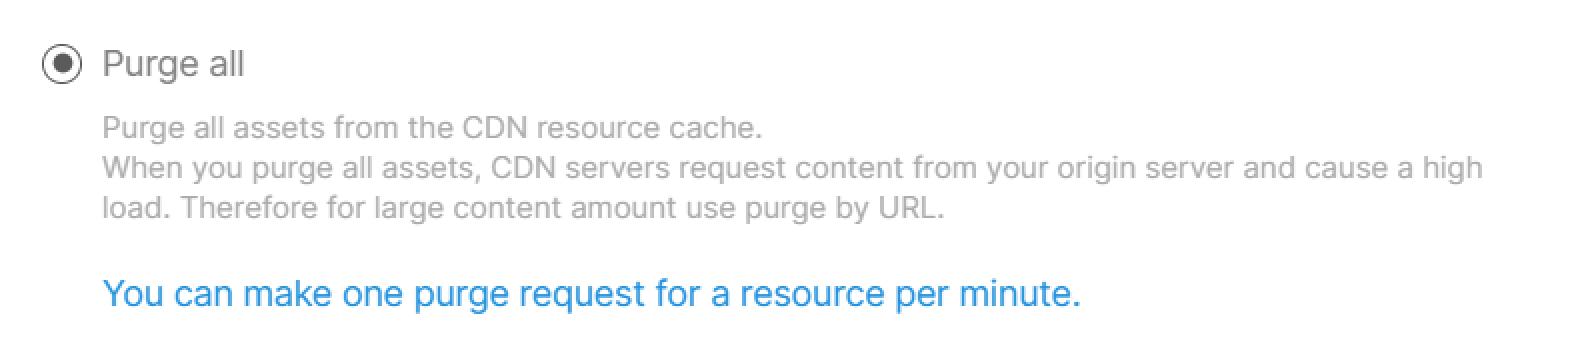 Purge all
Purge all assets from the CDN resource cache.
When you purge all assets, CDN servers request content from your origin server and cause a high
load. Therefore for large content amount use purge by URL.
You can make one purge request for a resource per minute.